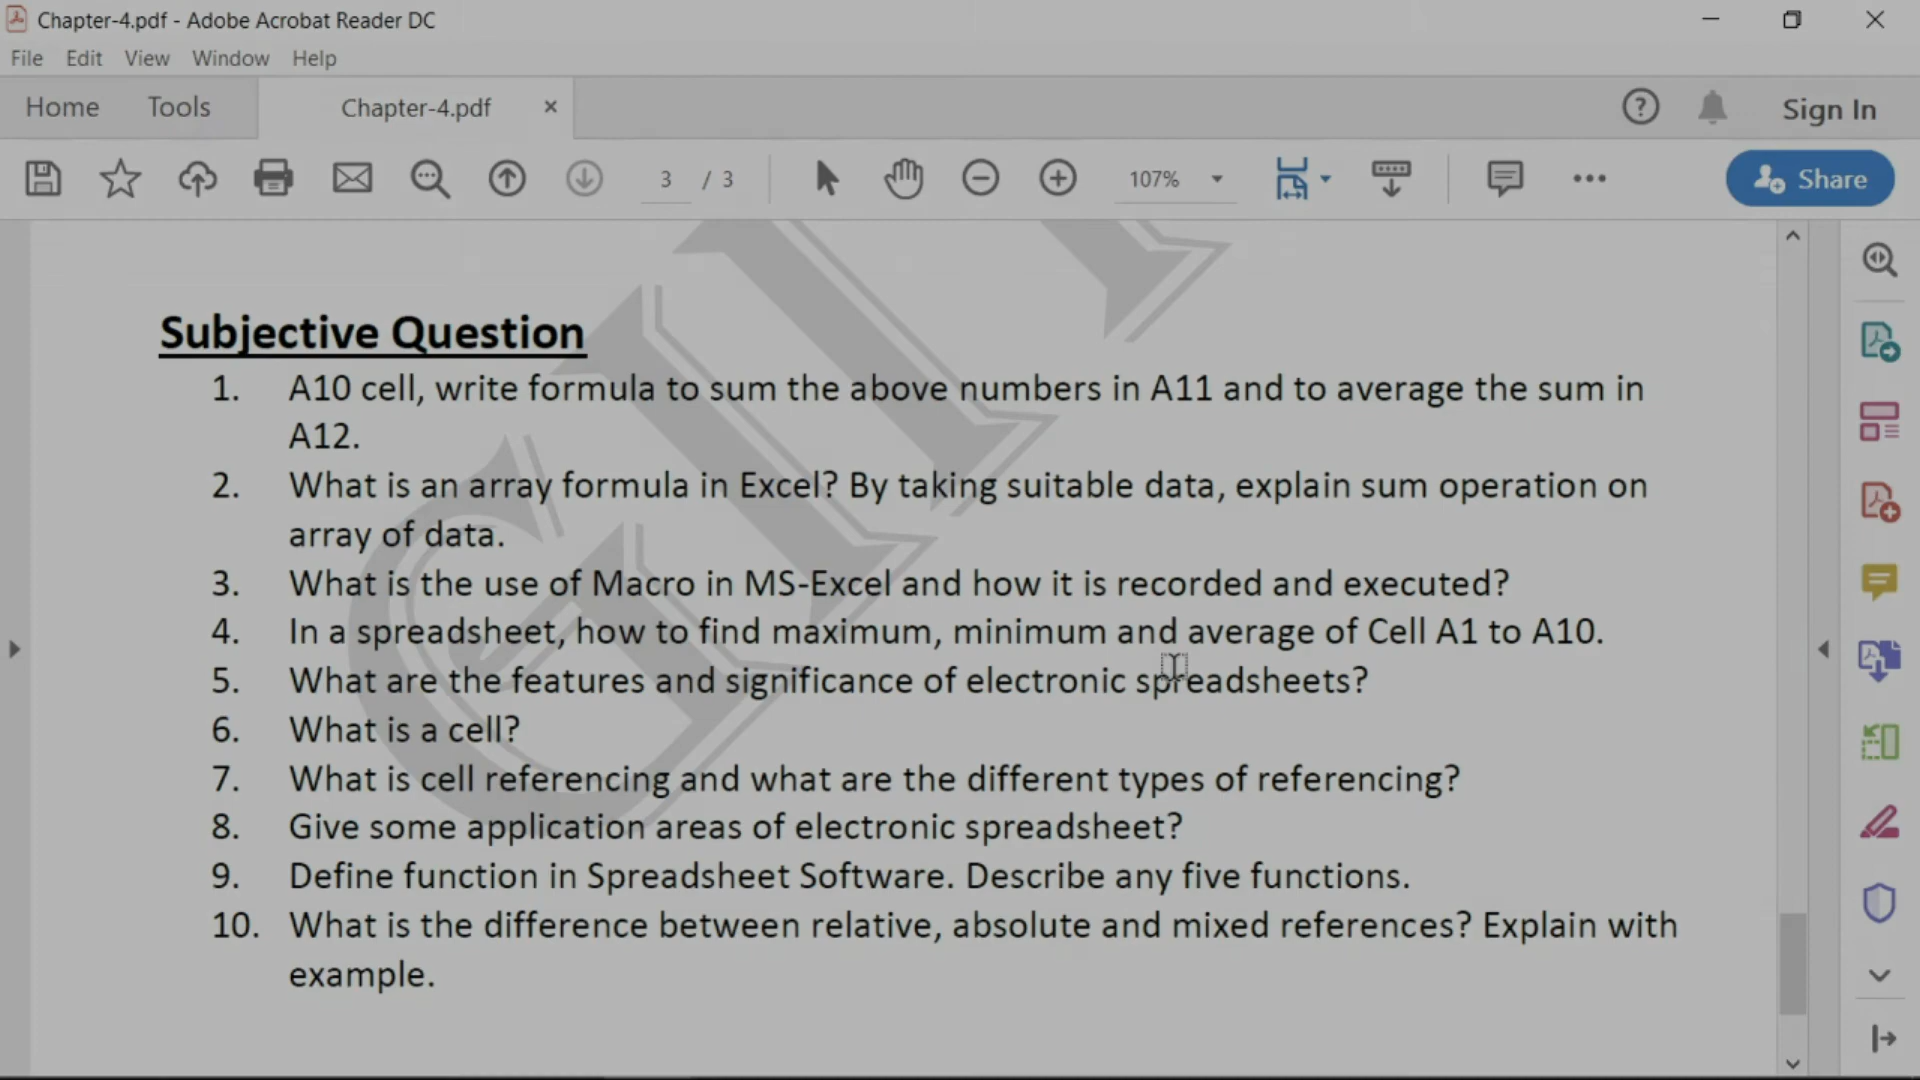 Chapter-4.pdf - Adobe Acrobat Reader DC
File Edit View Window Help
Home Tools Chapter-4.pdf × Sign In
3 / 3 107% Share
Subjective Question
1. A10 cell, write formula to sum the above numbers in A11 and to average the sum in
A12.
2. What is an array formula in Excel? By taking suitable data, explain sum operation on
array of data.
3. What is the use of Macro in MS-Excel and how it is recorded and executed?
4. In a spreadsheet, how to find maximum, minimum and average of Cell A1 to A10.
5. What are the features and significance of electronic spreadsheets?
6. What is a cell?
7. What is cell referencing and what are the different types of referencing?
8. Give some application areas of electronic spreadsheet?
9. Define function in Spreadsheet Software. Describe any five functions.
10. What is the difference between relative, absolute and mixed references? Explain with
example.